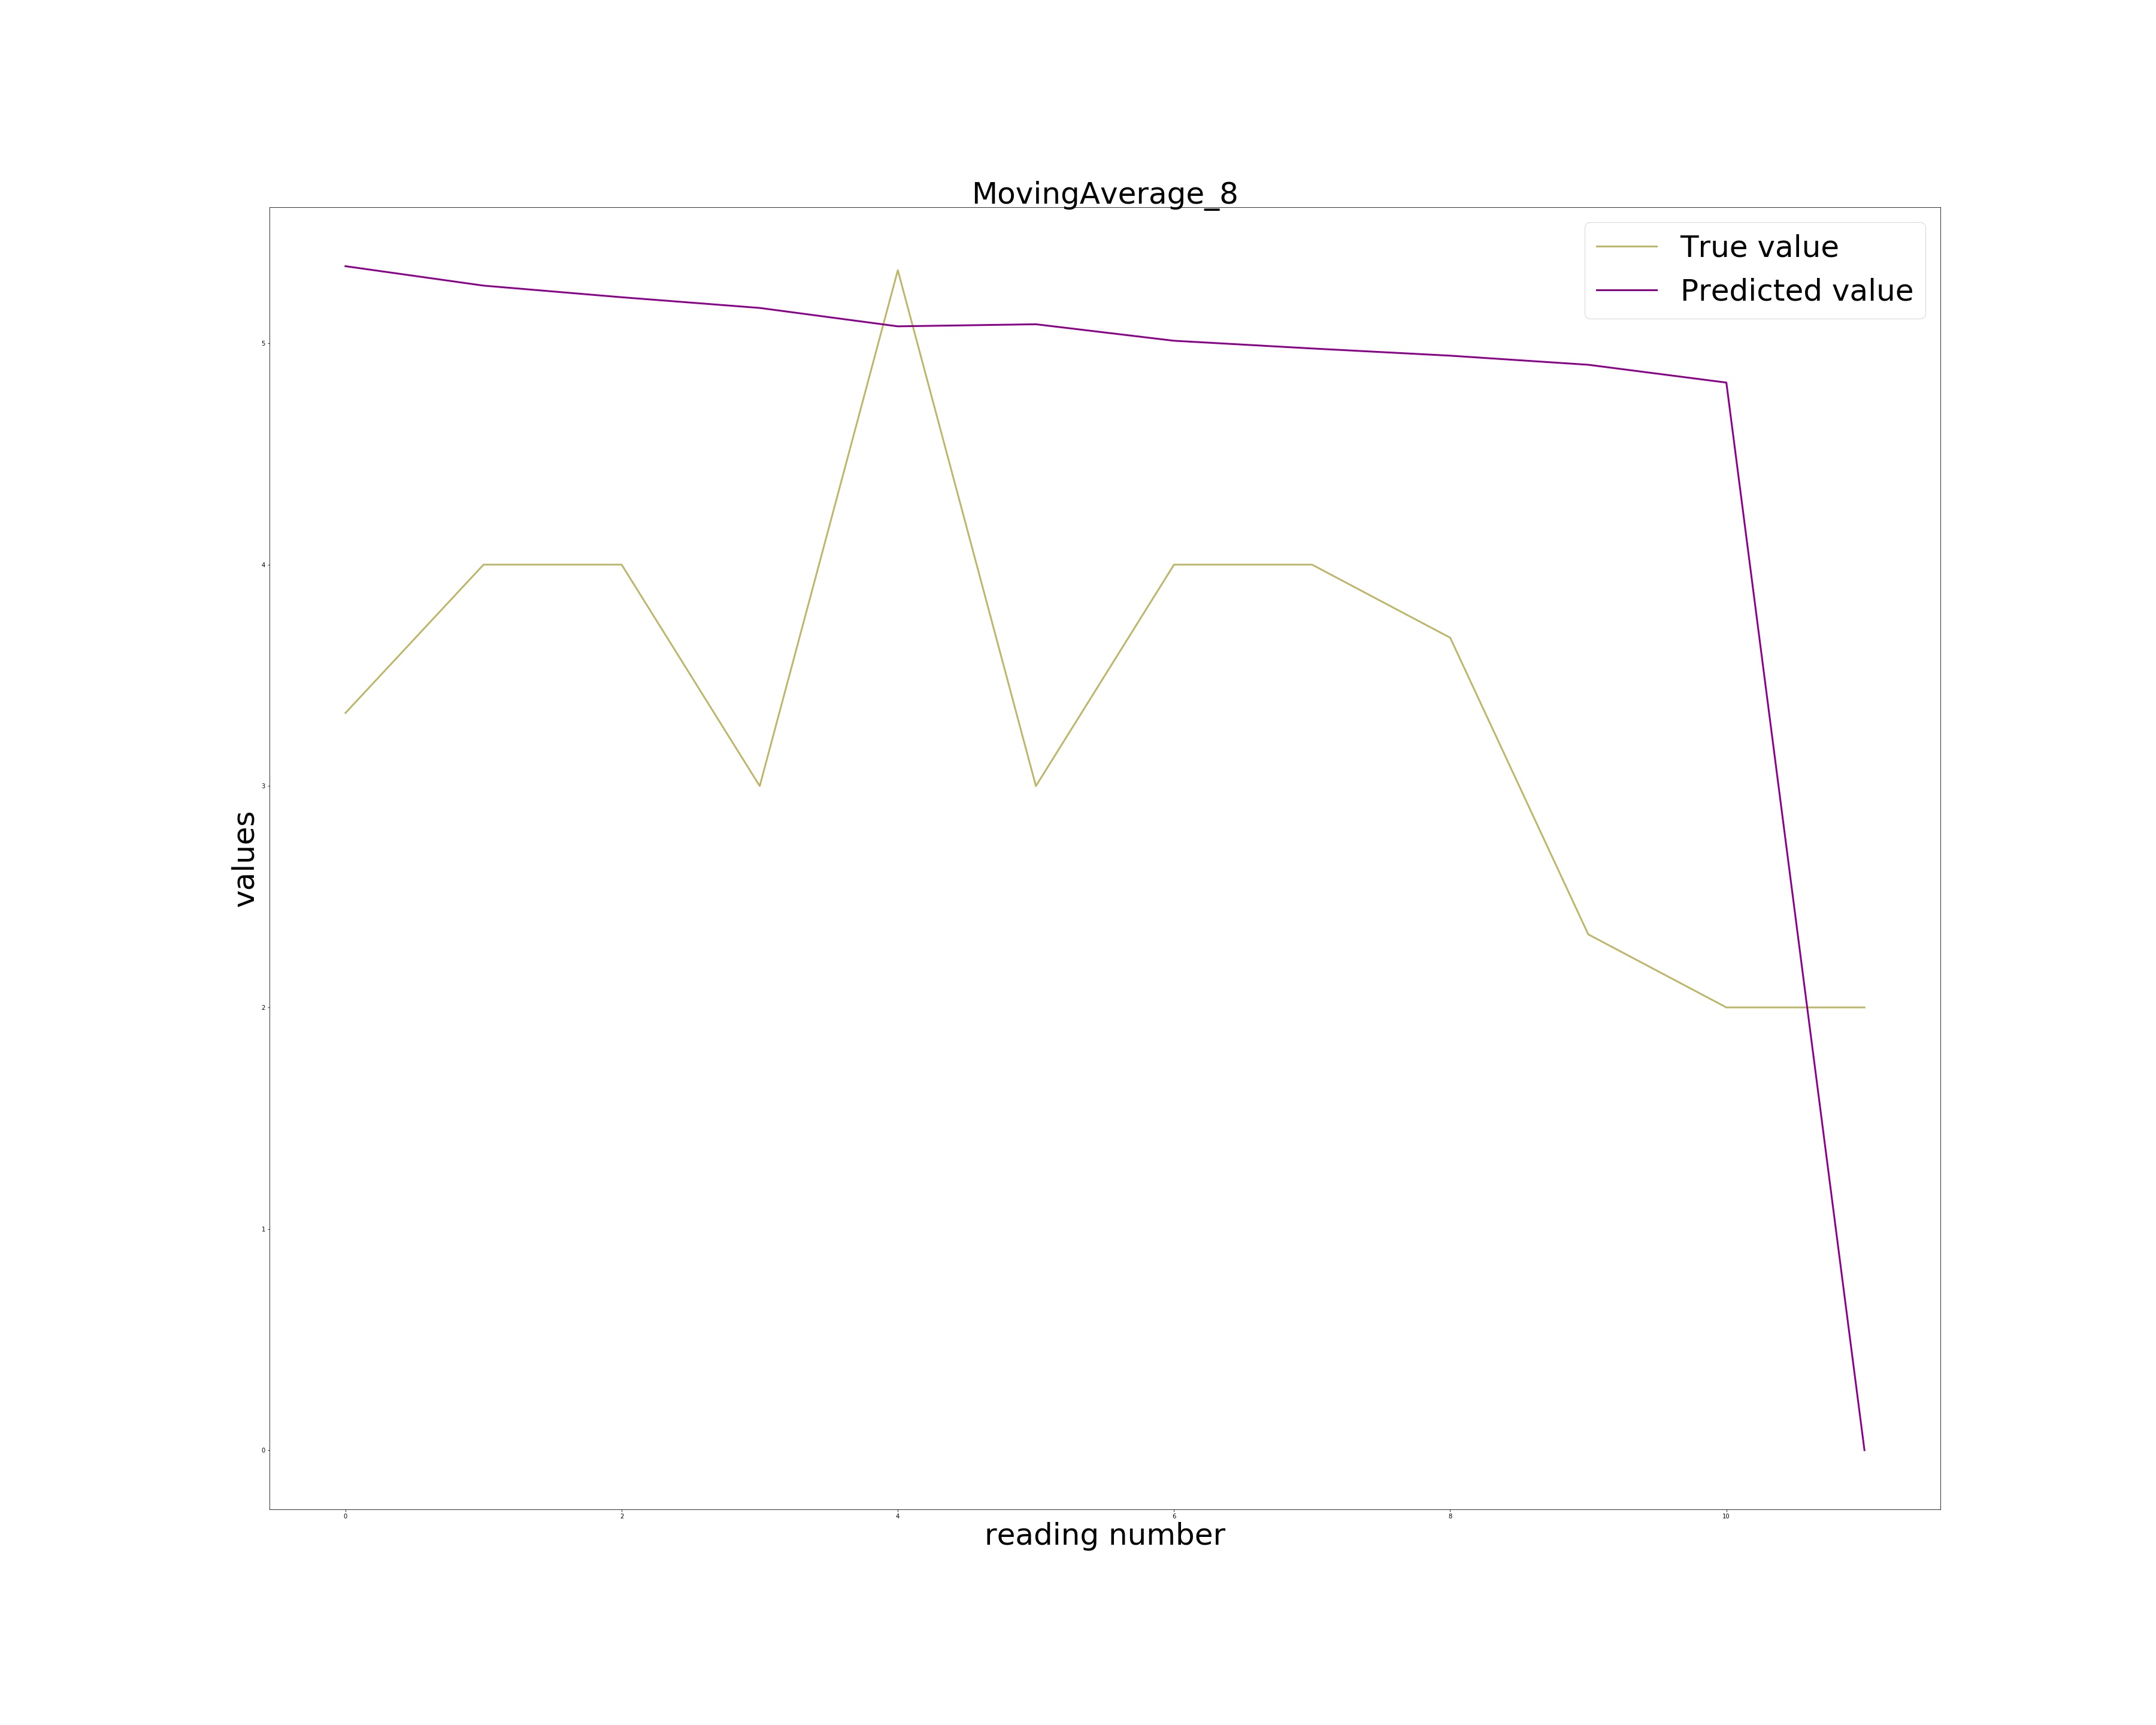 MovingAverage_8
True value
Predicted value
5
4
3
2
1
0
values
0 2 4 6 8 10
reading number